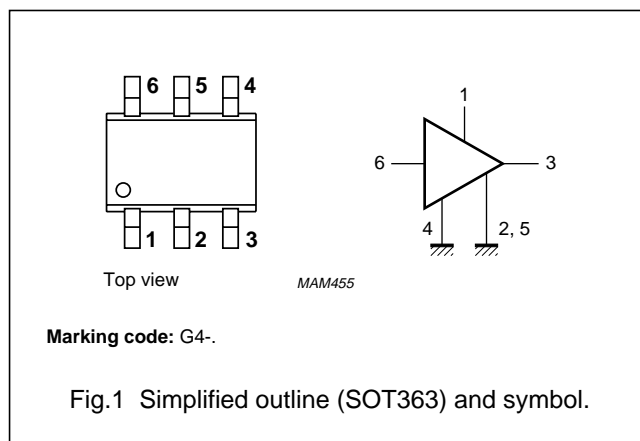 6 5 4
1
6 3
4 2, 5
1 2 3
Top view MAM455
Marking code: G4-.
Fig.1 Simplified outline (SOT363) and symbol.